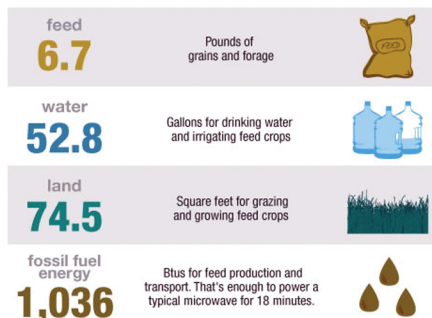 feed
6.7
Pounds of
grains and forage
FEED
water
52.8
Gallons for drinking water
and irrigating feed crops
land
74.5
Square feet for grazing
and growing feed crops
fossil fuel
energy
1,036
Btus for feed production and
transport. That's enough to power a
typical microwave for 18 minutes.